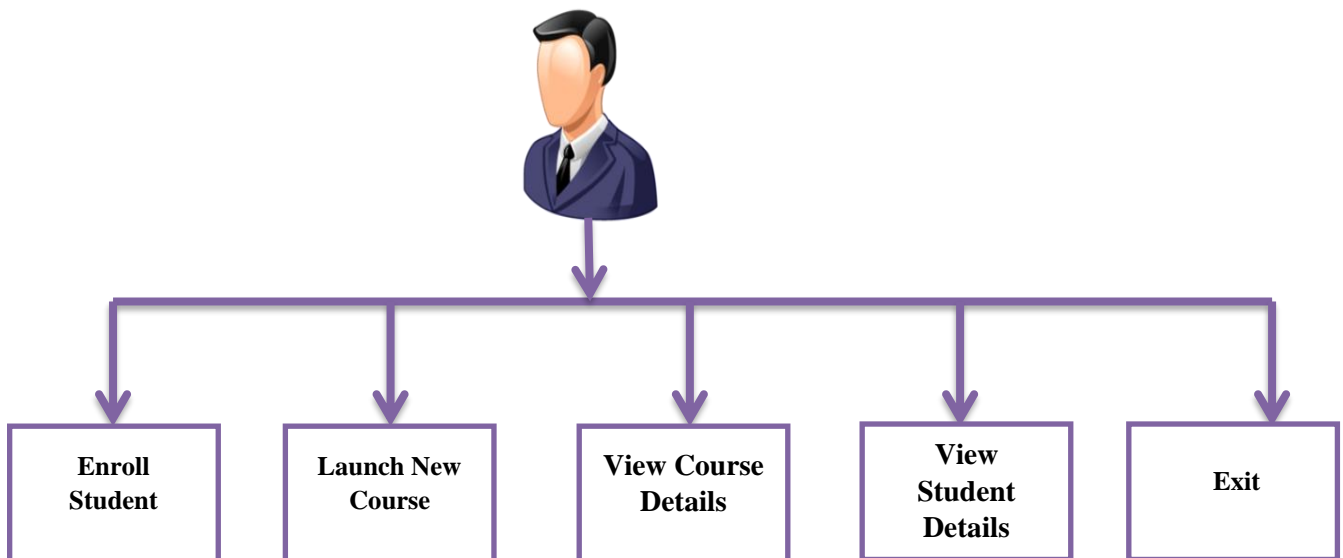 Enroll
Student
Launch New
Course
View Course
Details
View
Student
Details
Exit